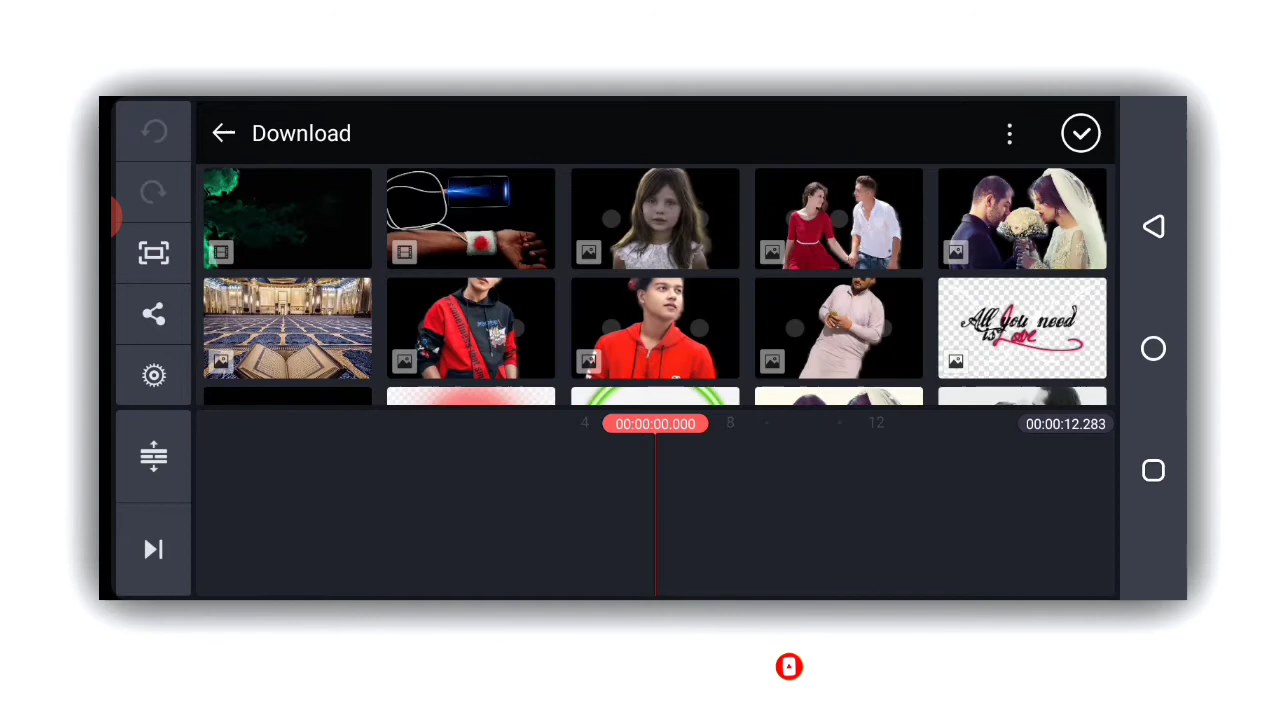 Download
All you need
is Love
4
00:00:00.000
8
12
00:00:12.283